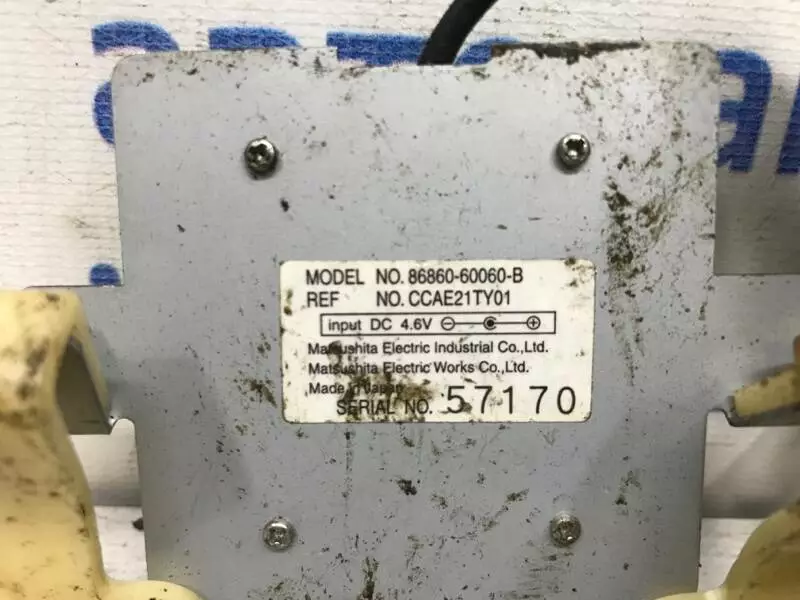 MODEL NO. 86860-60060-B
REF NO. CCAE21TY01
input DC 4.6V
Matsushita Electric Industrial Co.,Ltd.
Matsushita Electric Works Co.,Ltd.
Made in Japan
SERIAL NO. 57170